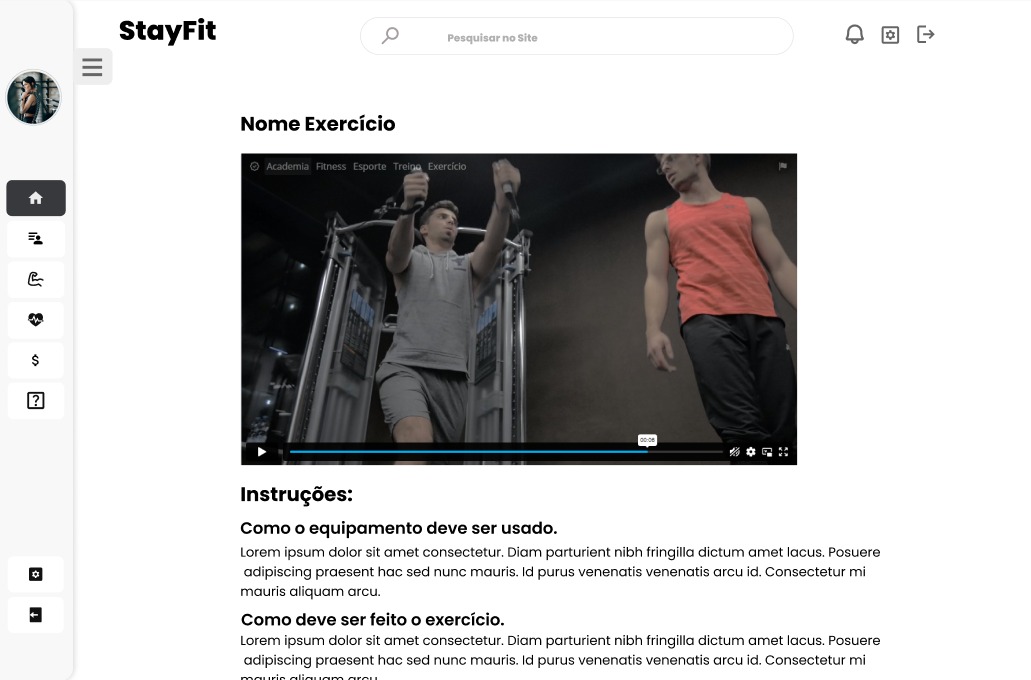 StayFit
Pesquisar no Site
Nome Exercício
Academia Fitness Esporte Treino Exercício
00:08
$
?
Instruções:
Como o equipamento deve ser usado.
Lorem ipsum dolor sit amet consectetur. Diam parturient nibh fringilla dictum amet lacus. Posuere
adipiscing praesent hac sed nunc mauris. Id purus venenatis venenatis arcu id. Consectetur mi
mauris aliquam arcu.
Como deve ser feito o exercício.
Lorem ipsum dolor sit amet consectetur. Diam parturient nibh fringilla dictum amet lacus. Posuere
adipiscing praesent hac sed nunc mauris. Id purus venenatis venenatis arcu id. Consectetur mi
mauris aliquam arcu.